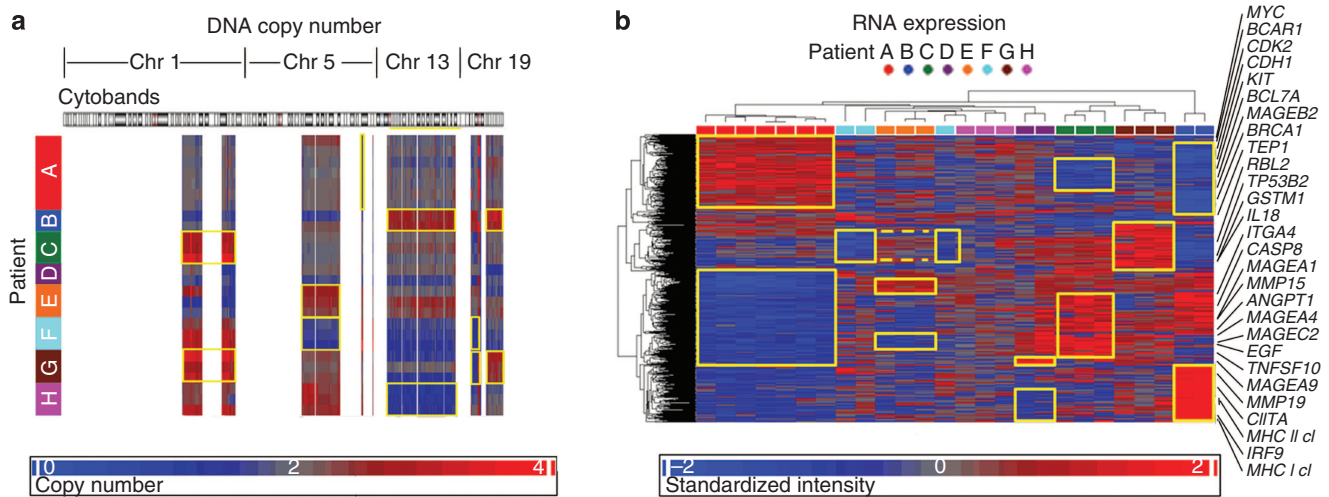 a
DNA copy number
Chr 1
Chr 5
Chr 13
Chr 19
Cytobands
Patient
A
B
C
D
E
F
G
H
0
2
4
Copy number
b
RNA expression
Patient A B C D E F G H
MYC
BCAR1
CDK2
CDH1
KIT
BCL7A
MAGEB2
BRCA1
TEP1
RBL2
TP53B2
GSTM1
IL18
ITGA4
CASP8
MAGEA1
MMP15
ANGPT1
MAGEA4
MAGEC2
EGF
TNFSF10
MAGEA9
MMP19
CIITA
MHC II cl
IRF9
MHC I cl
–2
0
2
Standardized intensity